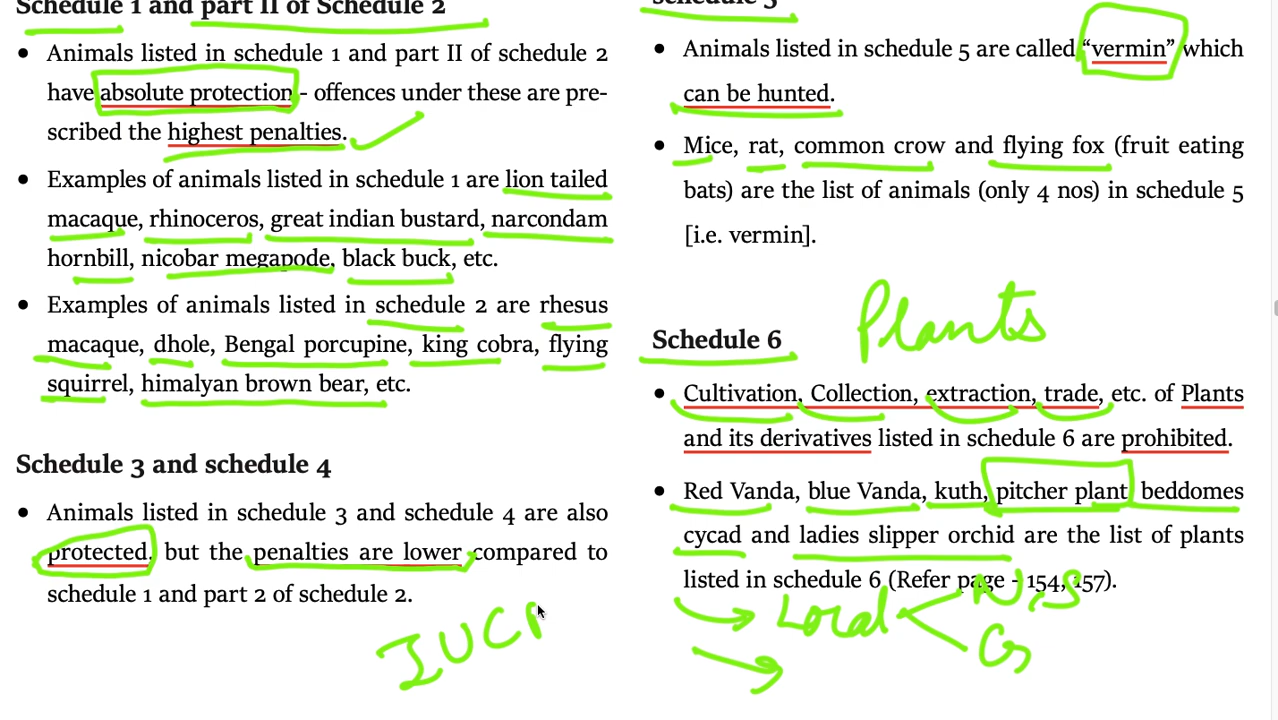 Schedule 1 and part II of Schedule 2
• Animals listed in schedule 1 and part II of schedule 2
have absolute protection - offences under these are pre-
scribed the highest penalties.
• Examples of animals listed in schedule 1 are lion tailed
macaque, rhinoceros, great indian bustard, narcondam
hornbill, nicobar megapode, black buck, etc.
• Examples of animals listed in schedule 2 are rhesus
macaque, dhole, Bengal porcupine, king cobra, flying
squirrel, himalyan brown bear, etc.
Schedule 3 and schedule 4
• Animals listed in schedule 3 and schedule 4 are also
protected, but the penalties are lower compared to
schedule 1 and part 2 of schedule 2.
IUC
Schedule 5
• Animals listed in schedule 5 are called “vermin” which
can be hunted.
• Mice, rat, common crow and flying fox (fruit eating
bats) are the list of animals (only 4 nos) in schedule 5
[i.e. vermin].
Plants
Schedule 6
• Cultivation, Collection, extraction, trade, etc. of Plants
and its derivatives listed in schedule 6 are prohibited.
• Red Vanda, blue Vanda, kuth, pitcher plant, beddomes
cycad and ladies slipper orchid are the list of plants
listed in schedule 6 (Refer page - 154, 157).
Local
N, S
G